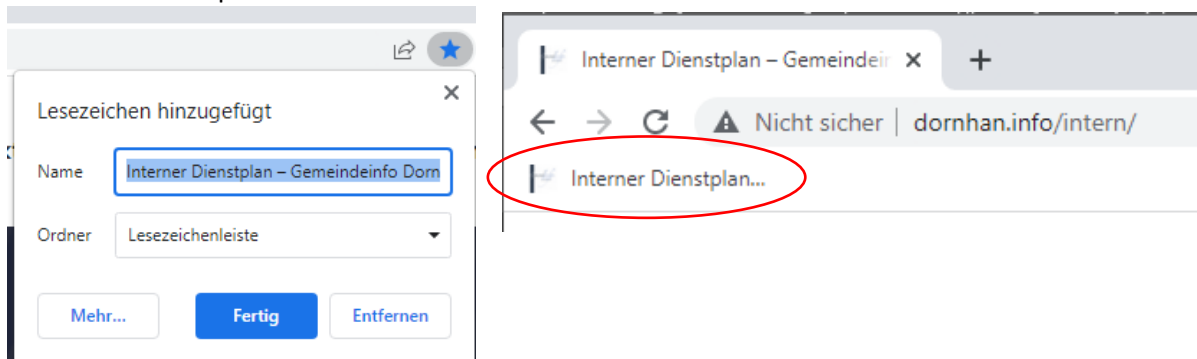 Lesezeichen hinzugefügt
Name Interner Dienstplan – Gemeindeinfo Dorn
Ordner Lesezeichenleiste
Mehr... Fertig Entfernen
Interner Dienstplan – Gemeindein
Nicht sicher | dornhan.info/intern/
Interner Dienstplan...